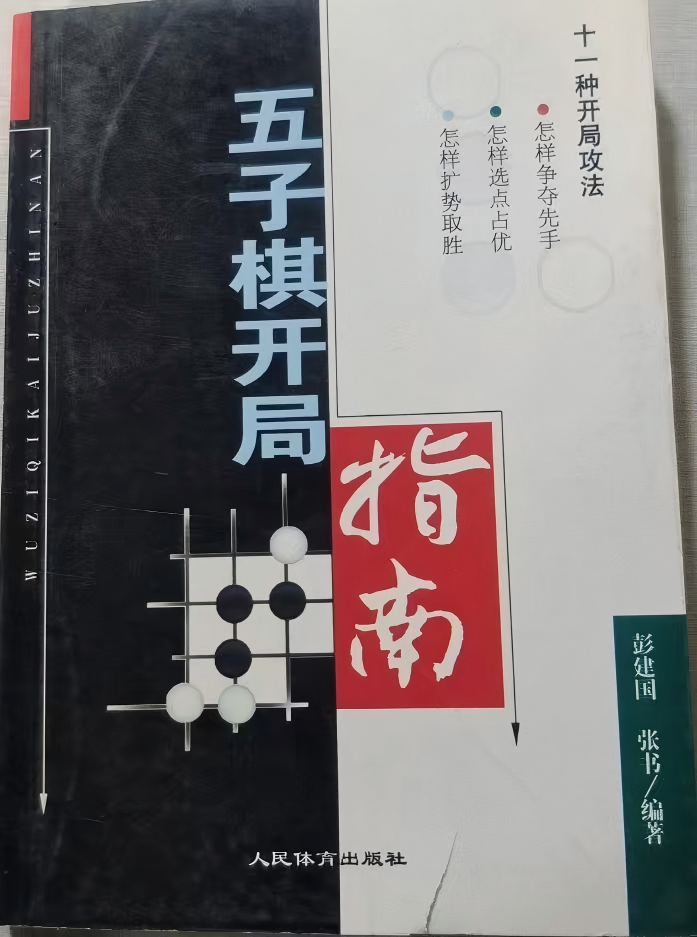 五子棋开局
指南
十一种开局攻法
怎样争夺先手
怎样选点占优
怎样扩势取胜
WUZIQIKAIJUZHINAN
彭建国 张书/编著
人民体育出版社